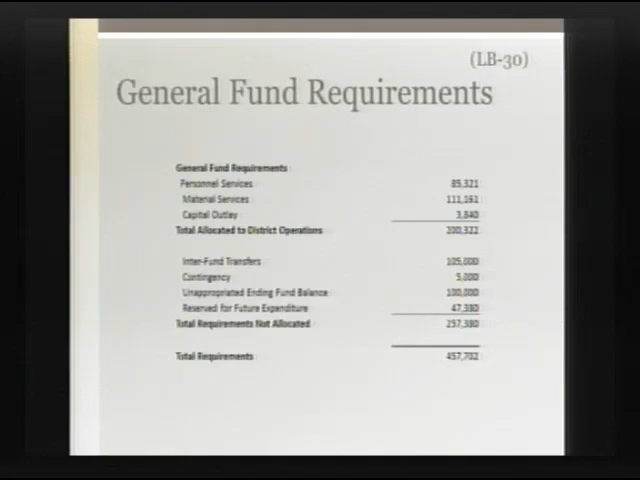 (LB-30)
General Fund Requirements
General Fund Requirements
Personnel Services 85,321
Material Services 111,161
Capital Outlay 3,840
Total Allocated to District Operations 200,322
Inter-Fund Transfers 105,000
Contingency 5,000
Unappropriated Ending Fund Balance 100,000
Reserved for Future Expenditure 47,380
Total Requirements Not Allocated 257,380
Total Requirements 457,702